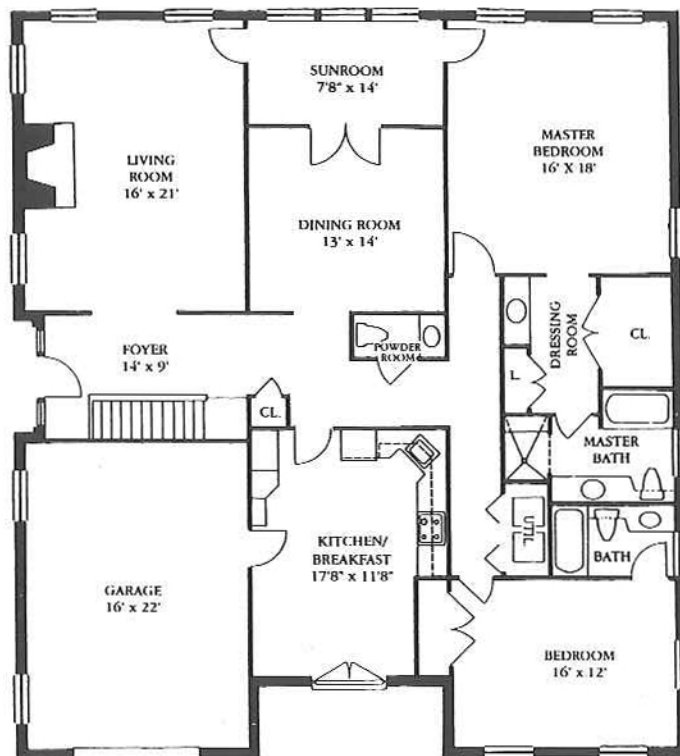 SUNROOM
7'8" x 14'
LIVING
ROOM
16' x 21'
MASTER
BEDROOM
16' X 18'
DINING ROOM
13' x 14'
FOYER
14' x 9'
POWDER
ROOM
DRESSING
ROOM
CL.
L.
CL.
MASTER
BATH
UTIL
KITCHEN/
BREAKFAST
17'8" x 11'8"
BATH
GARAGE
16' x 22'
BEDROOM
16' x 12'